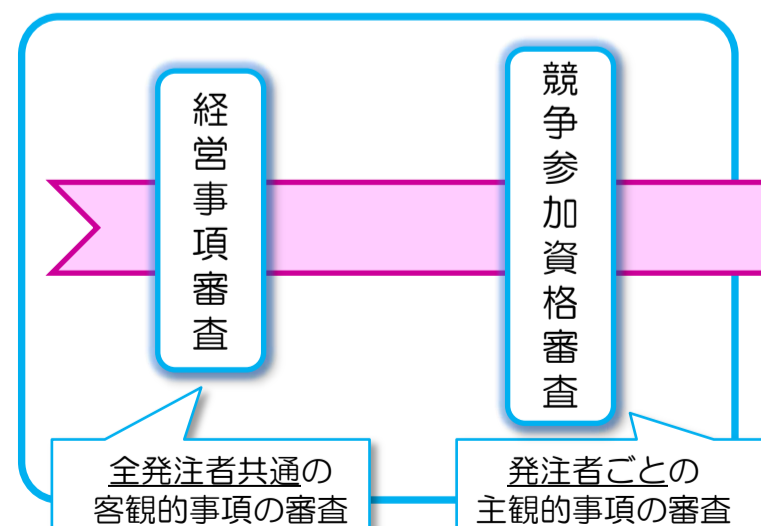 経営事項審査
競争参加資格審査
全発注者共通の
客観的事項の審査
発注者ごとの
主観的事項の審査